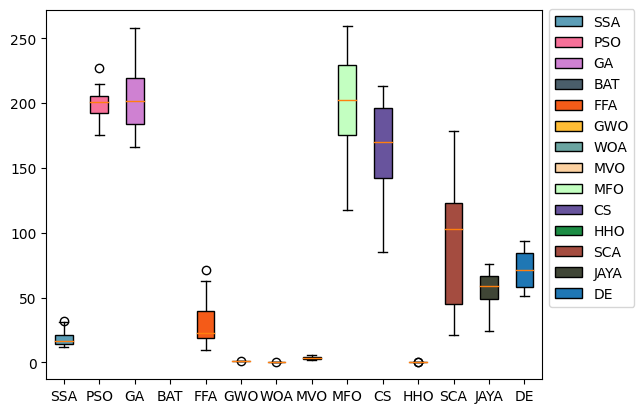 250
200
150
100
50
0
SSA PSO GA BAT FFA GWO WOA MVO MFO CS HHO SCA JAYA DE
SSA
PSO
GA
BAT
FFA
GWO
WOA
MVO
MFO
CS
HHO
SCA
JAYA
DE